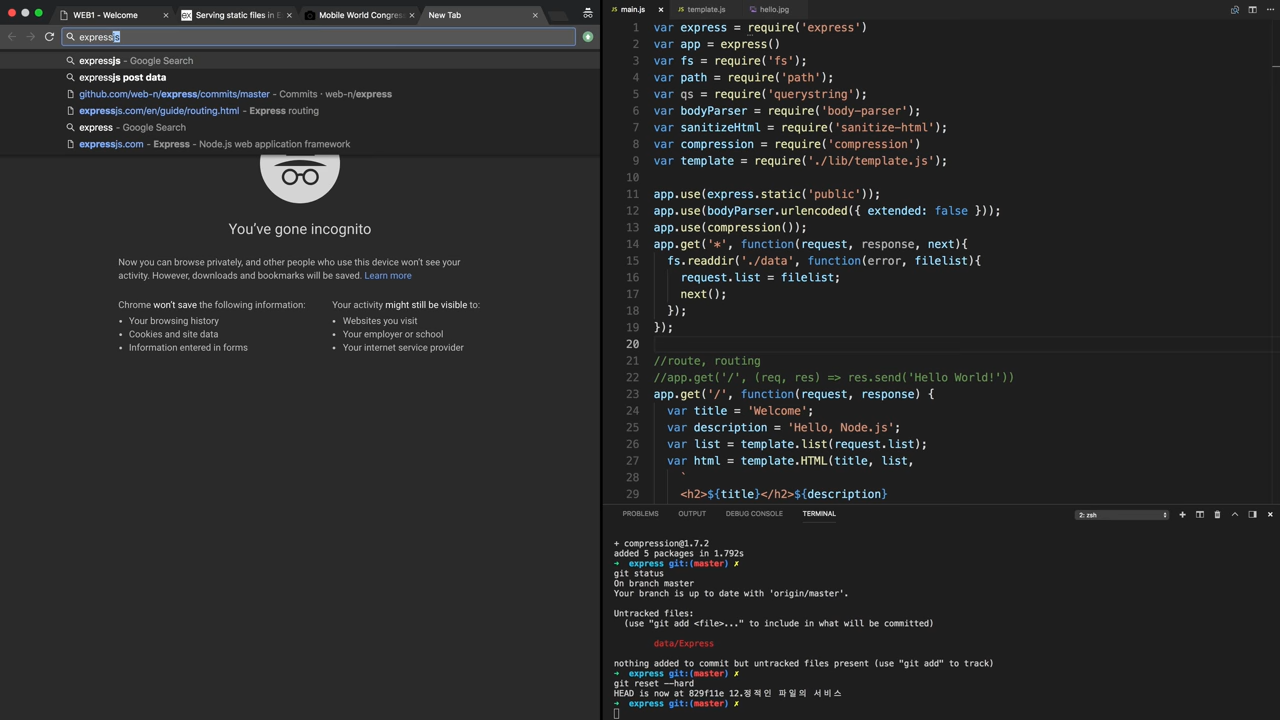 WEB1 - Welcome
Serving static files in E
Mobile World Congres
New Tab
expresss
expressjs – Google Search
expressjs post data
github.com/web-n/express/commits/master – Commits · web-n/express
expressjs.com/en/guide/routing.html – Express routing
express – Google Search
expressjs.com – Express - Node.js web application framework
You've gone incognito
Now you can browse privately, and other people who use this device won't see your
activity. However, downloads and bookmarks will be saved. Learn more
Chrome won't save the following information:
• Your browsing history
• Cookies and site data
• Information entered in forms
Your activity might still be visible to:
• Websites you visit
• Your employer or school
• Your internet service provider
main.js
template.js
hello.jpg
1 var express = require('express')
2 var app = express()
3 var fs = require('fs');
4 var path = require('path');
5 var qs = require('querystring');
6 var bodyParser = require('body-parser');
7 var sanitizeHtml = require('sanitize-html');
8 var compression = require('compression')
9 var template = require('./lib/template.js');
10
11 app.use(express.static('public'));
12 app.use(bodyParser.urlencoded({ extended: false }));
13 app.use(compression());
14 app.get('*', function(request, response, next){
15 fs.readdir('./data', function(error, filelist){
16 request.list = filelist;
17 next();
18 });
19 });
20
21 //route, routing
22 //app.get('/', (req, res) => res.send('Hello World!'))
23 app.get('/', function(request, response) {
24 var title = 'Welcome';
25 var description = 'Hello, Node.js';
26 var list = template.list(request.list);
27 var html = template.HTML(title, list,
28 `
29 <h2>${title}</h2>${description}
PROBLEMS OUTPUT DEBUG CONSOLE TERMINAL
2: zsh
+ compression@1.7.2
added 5 packages in 1.792s
➜ express git:(master) ✗
git status
On branch master
Your branch is up to date with 'origin/master'.
Untracked files:
(use "git add <file>..." to include in what will be committed)
data/Express
nothing added to commit but untracked files present (use "git add" to track)
➜ express git:(master) ✗
git reset --hard
HEAD is now at 829f11e 12.정적인 파일의 서비스
➜ express git:(master) ✗